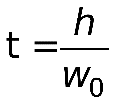 t = h/w₀